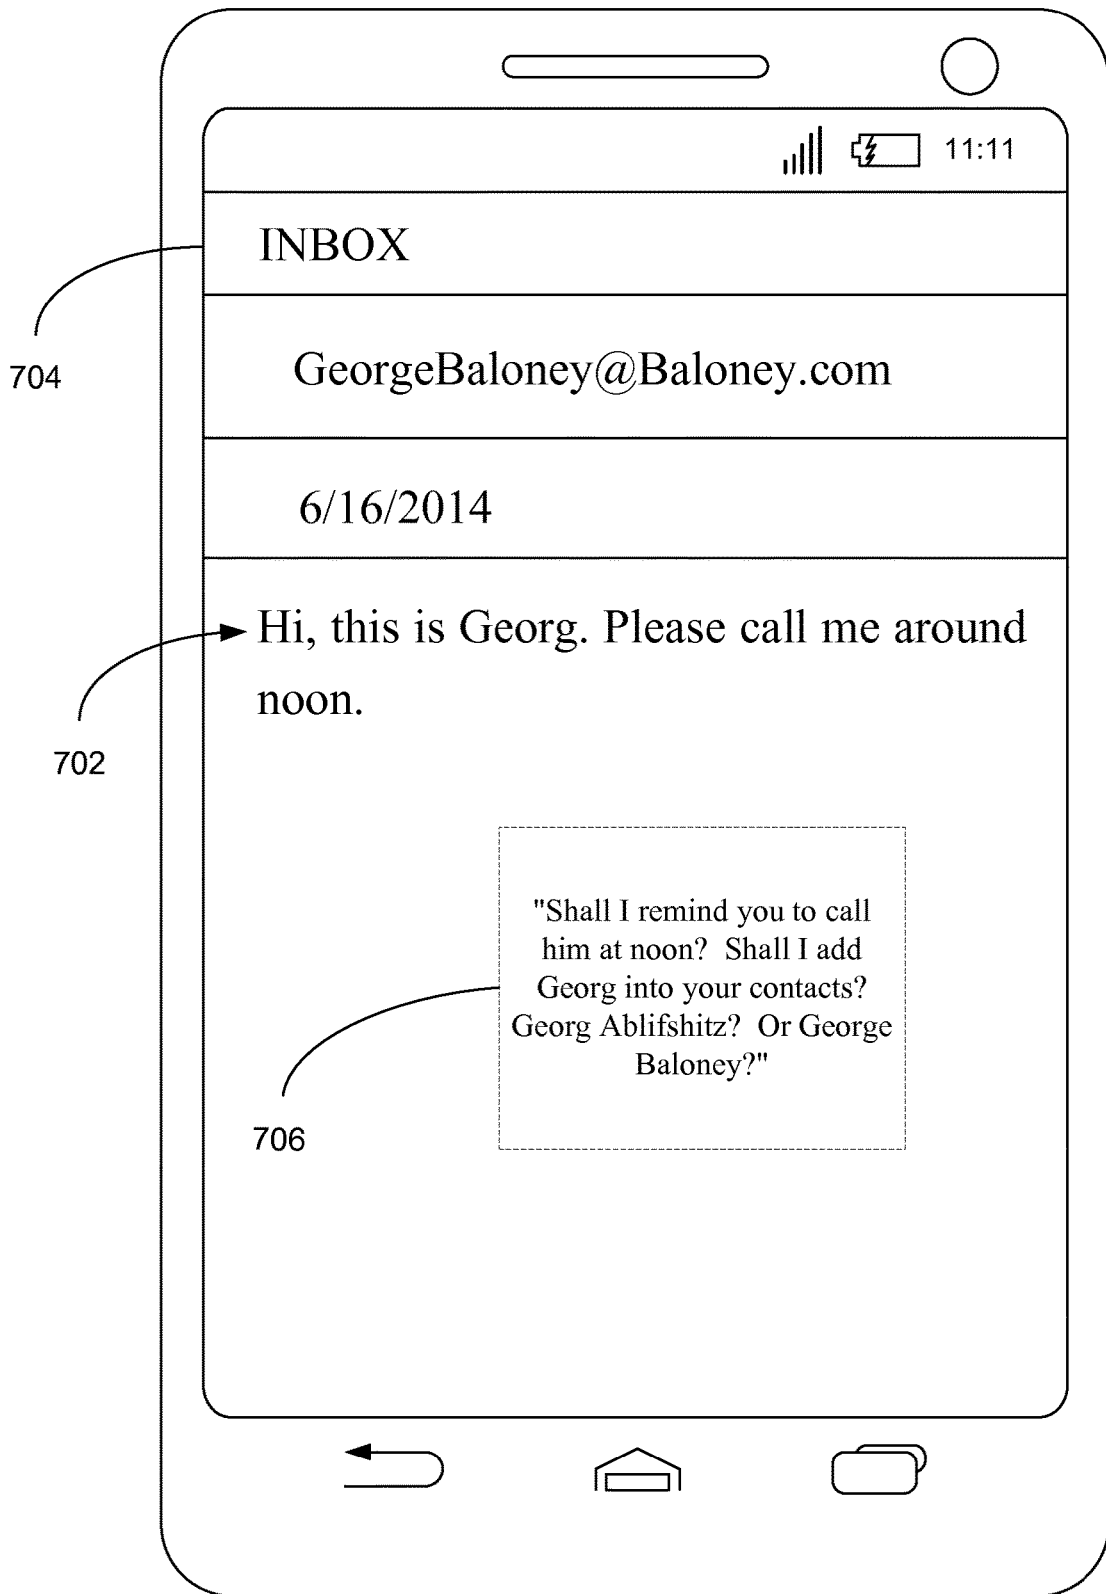 11:11
INBOX
704
GeorgeBaloney@Baloney.com
6/16/2014
Hi, this is Georg. Please call me around
noon.
702
"Shall I remind you to call
him at noon? Shall I add
Georg into your contacts?
Georg Ablifshitz? Or George
Baloney?"
706